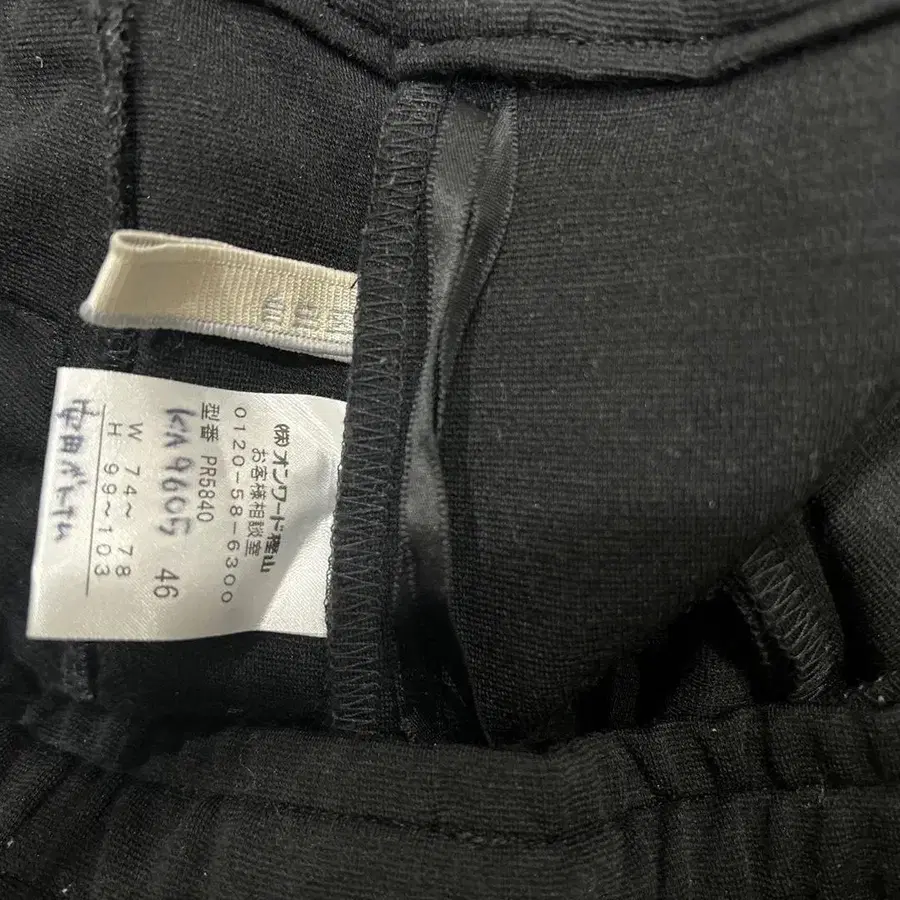 ㈱オンワード樫山
お客様相談室
0120-58-6300
型番 PR5840
KA9605 46
W 74〜 78
H 99〜103